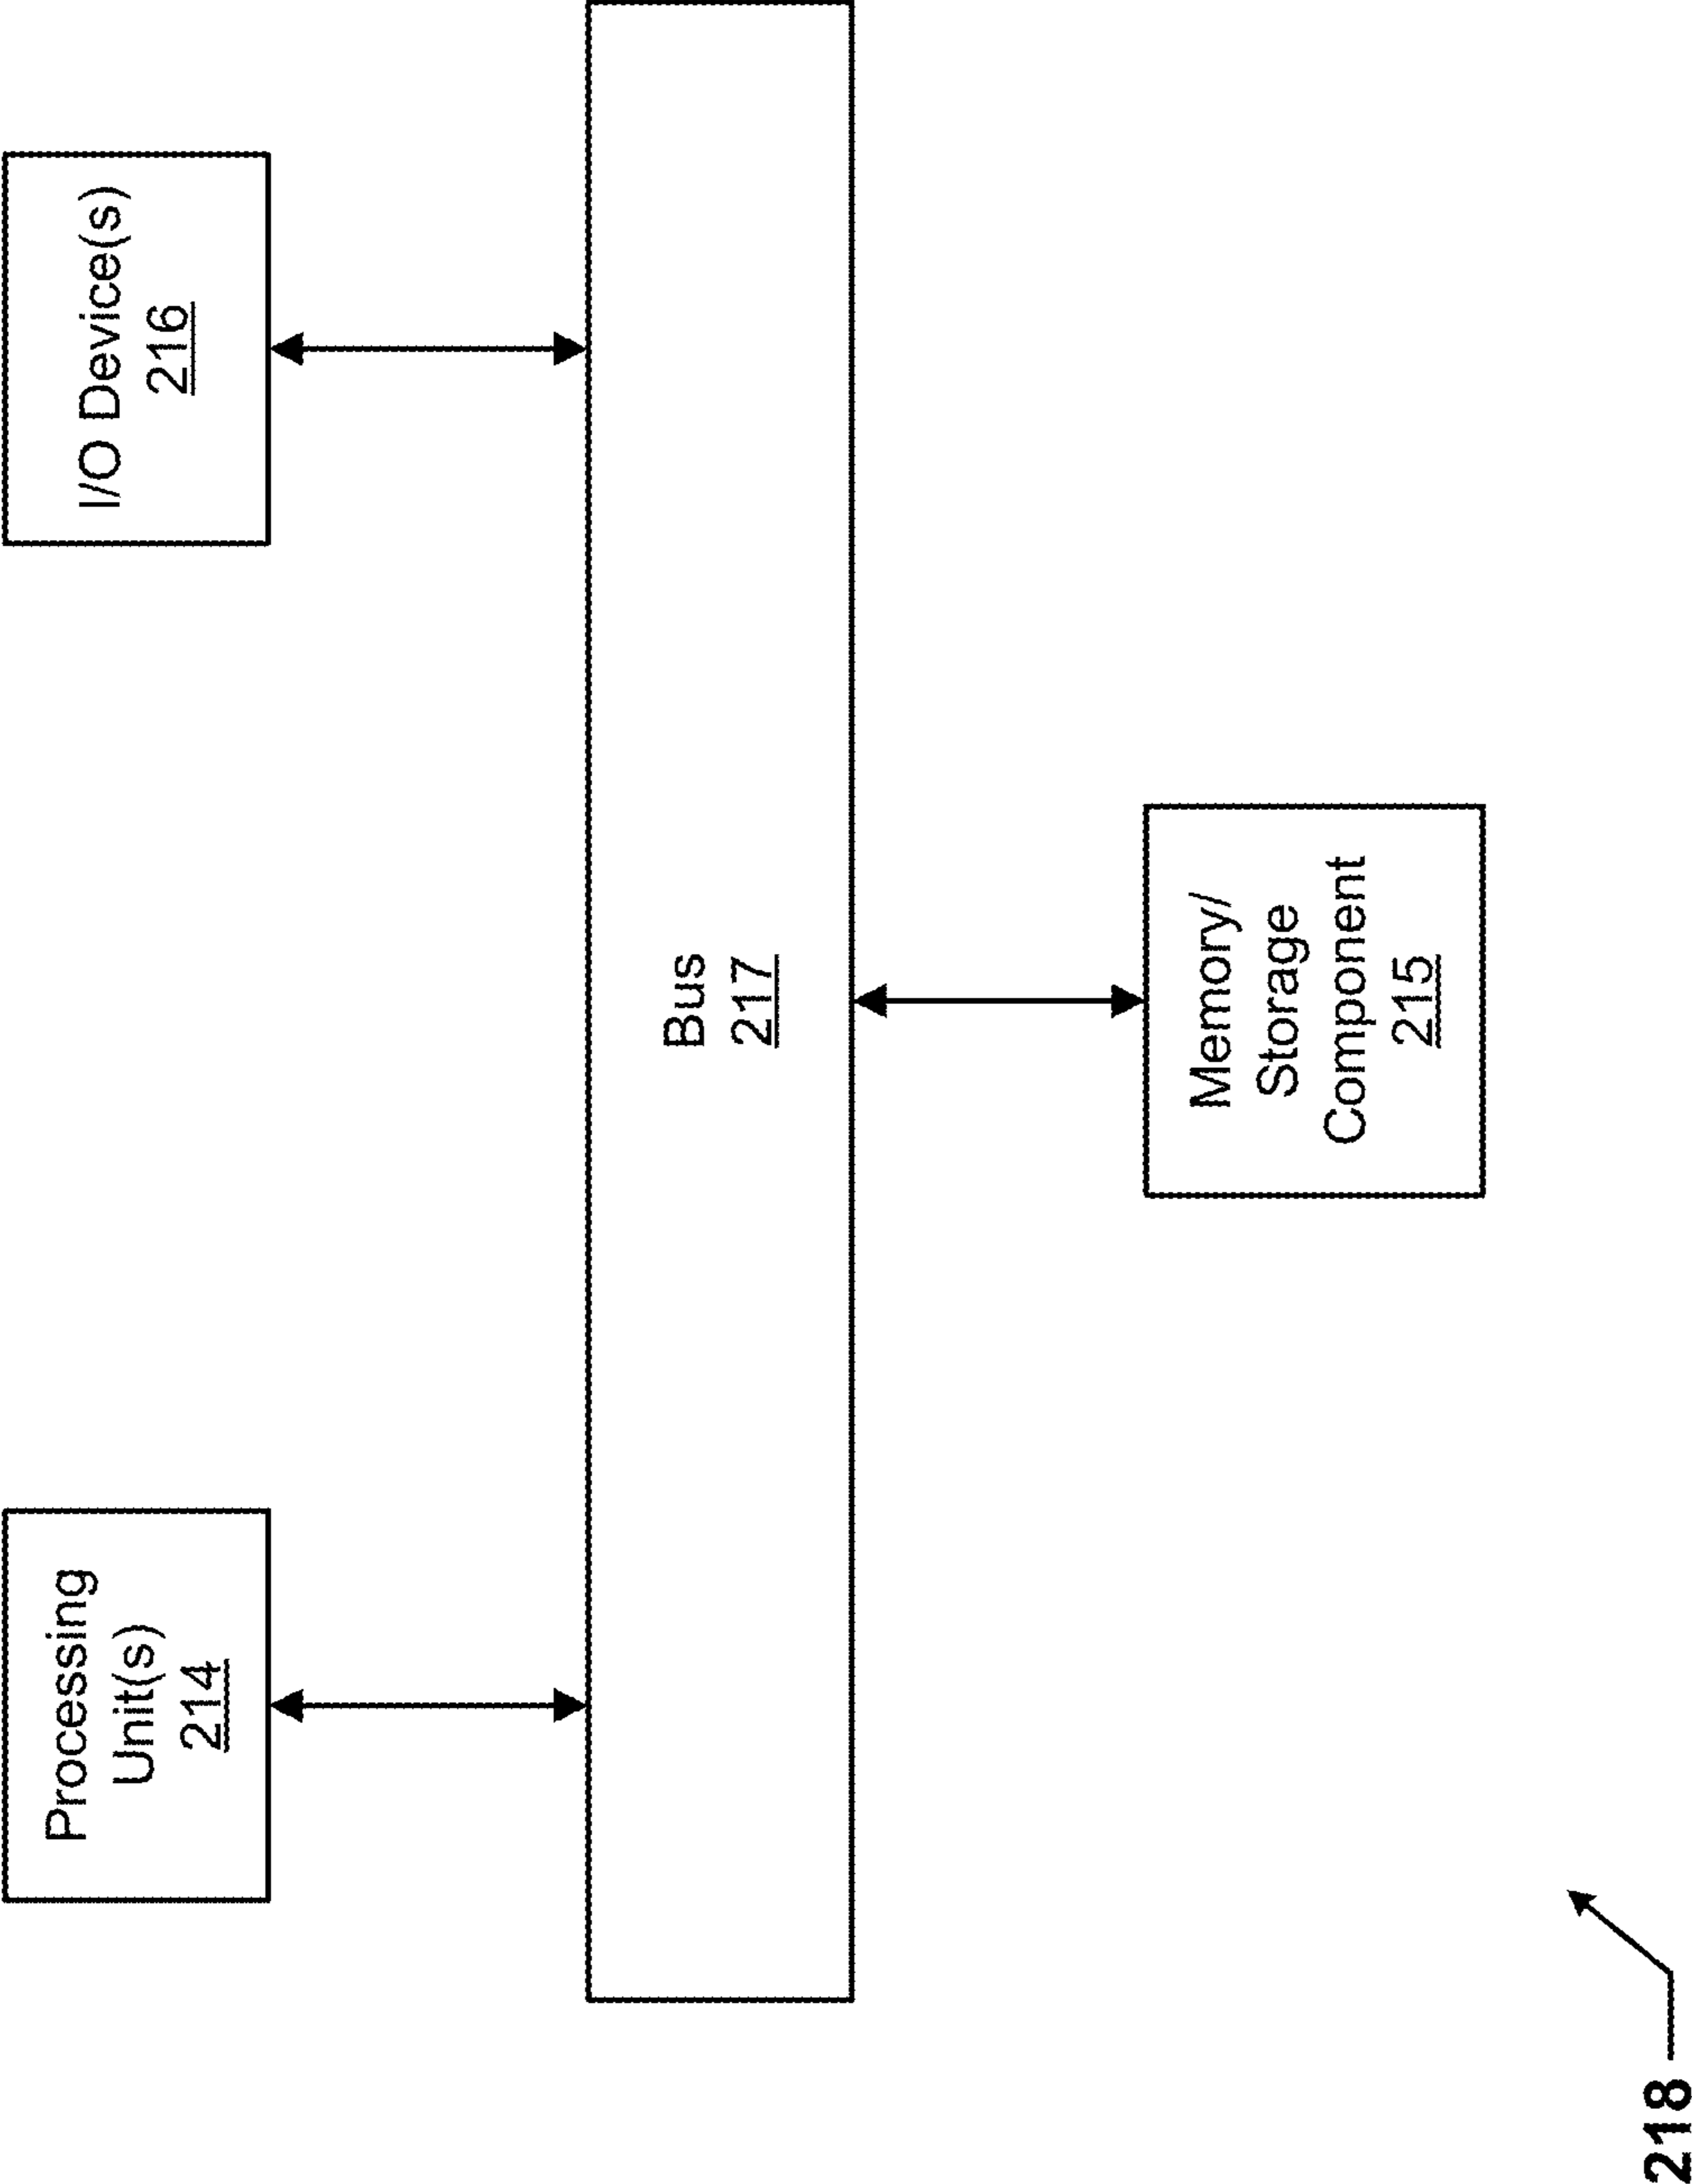 Processing
Unit(s)
214
I/O Device(s)
216
Bus
217
Memory/
Storage
Component
215
218